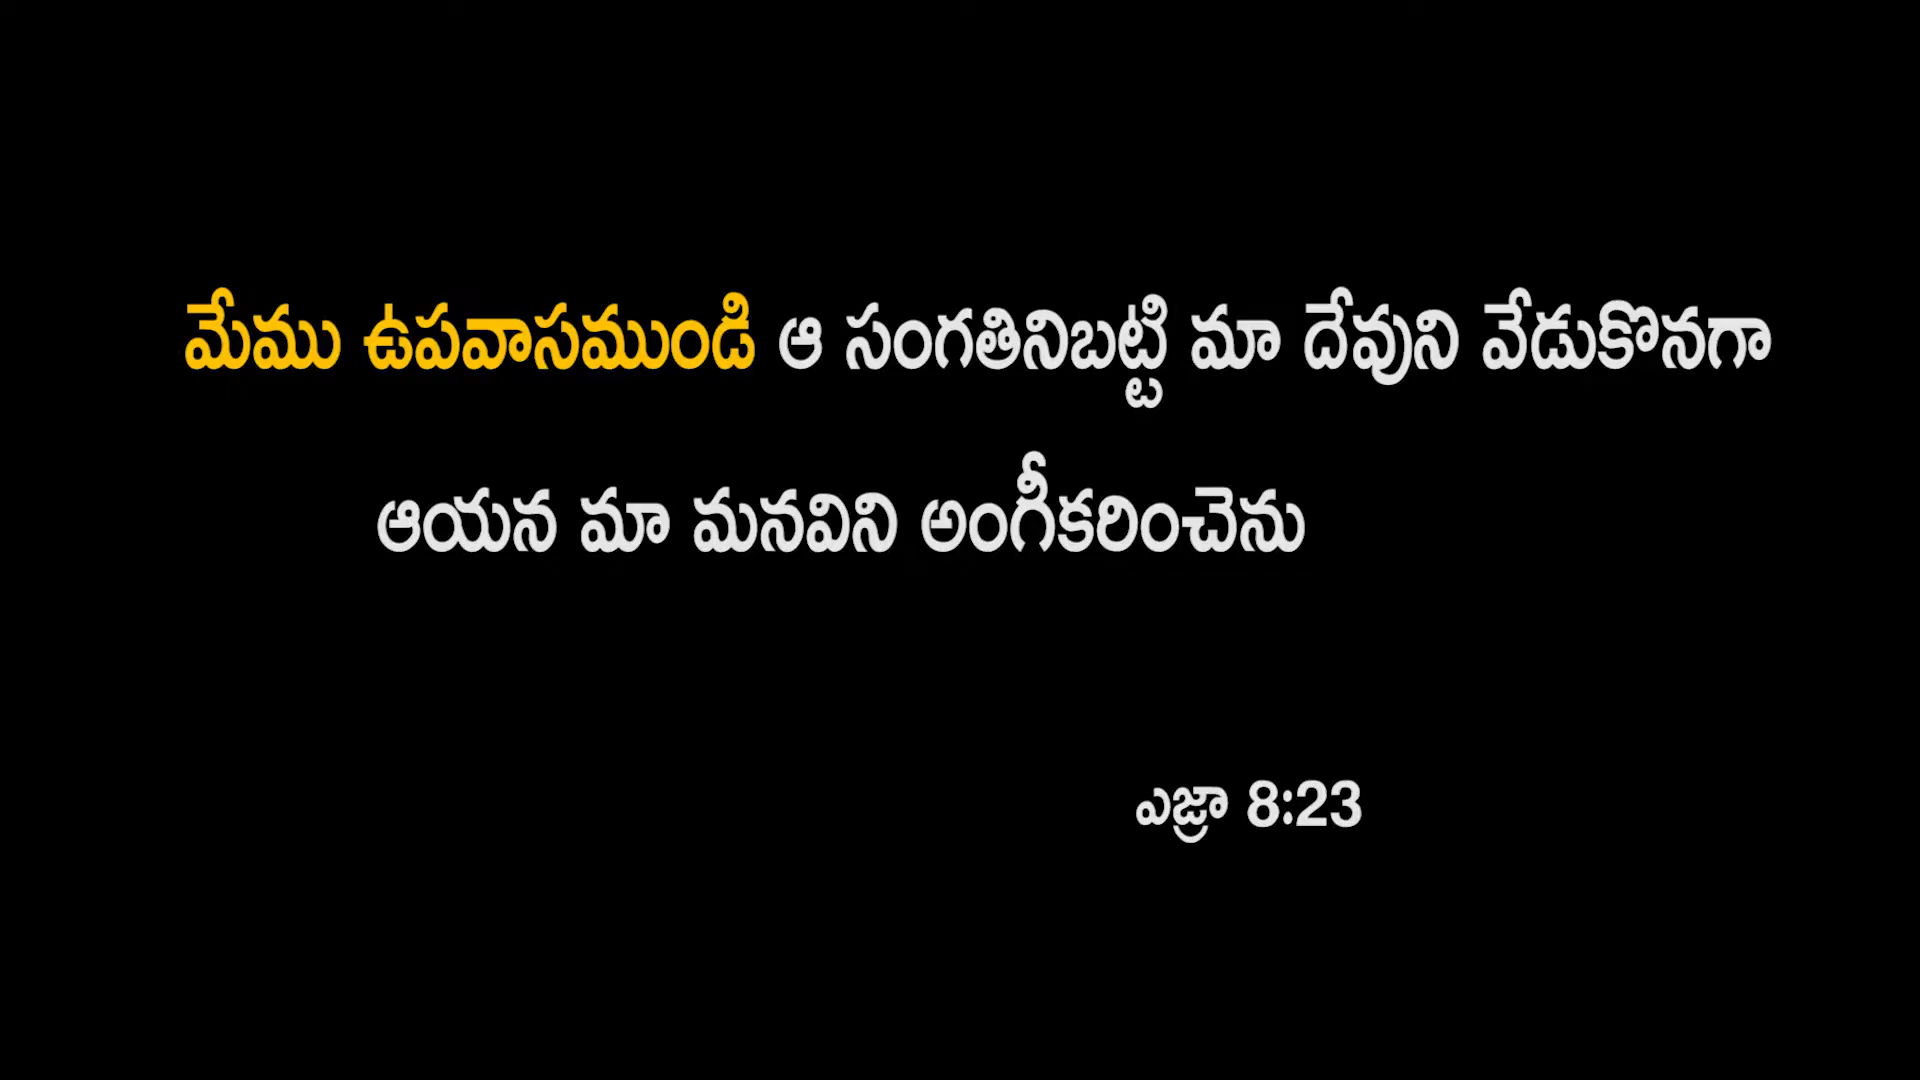 మేము ఉపవాసముండి ఆ సంగతినిబట్టి మా దేవుని వేడుకొనగా
ఆయన మా మనవిని అంగీకరించెను
ఎజ్రా 8:23